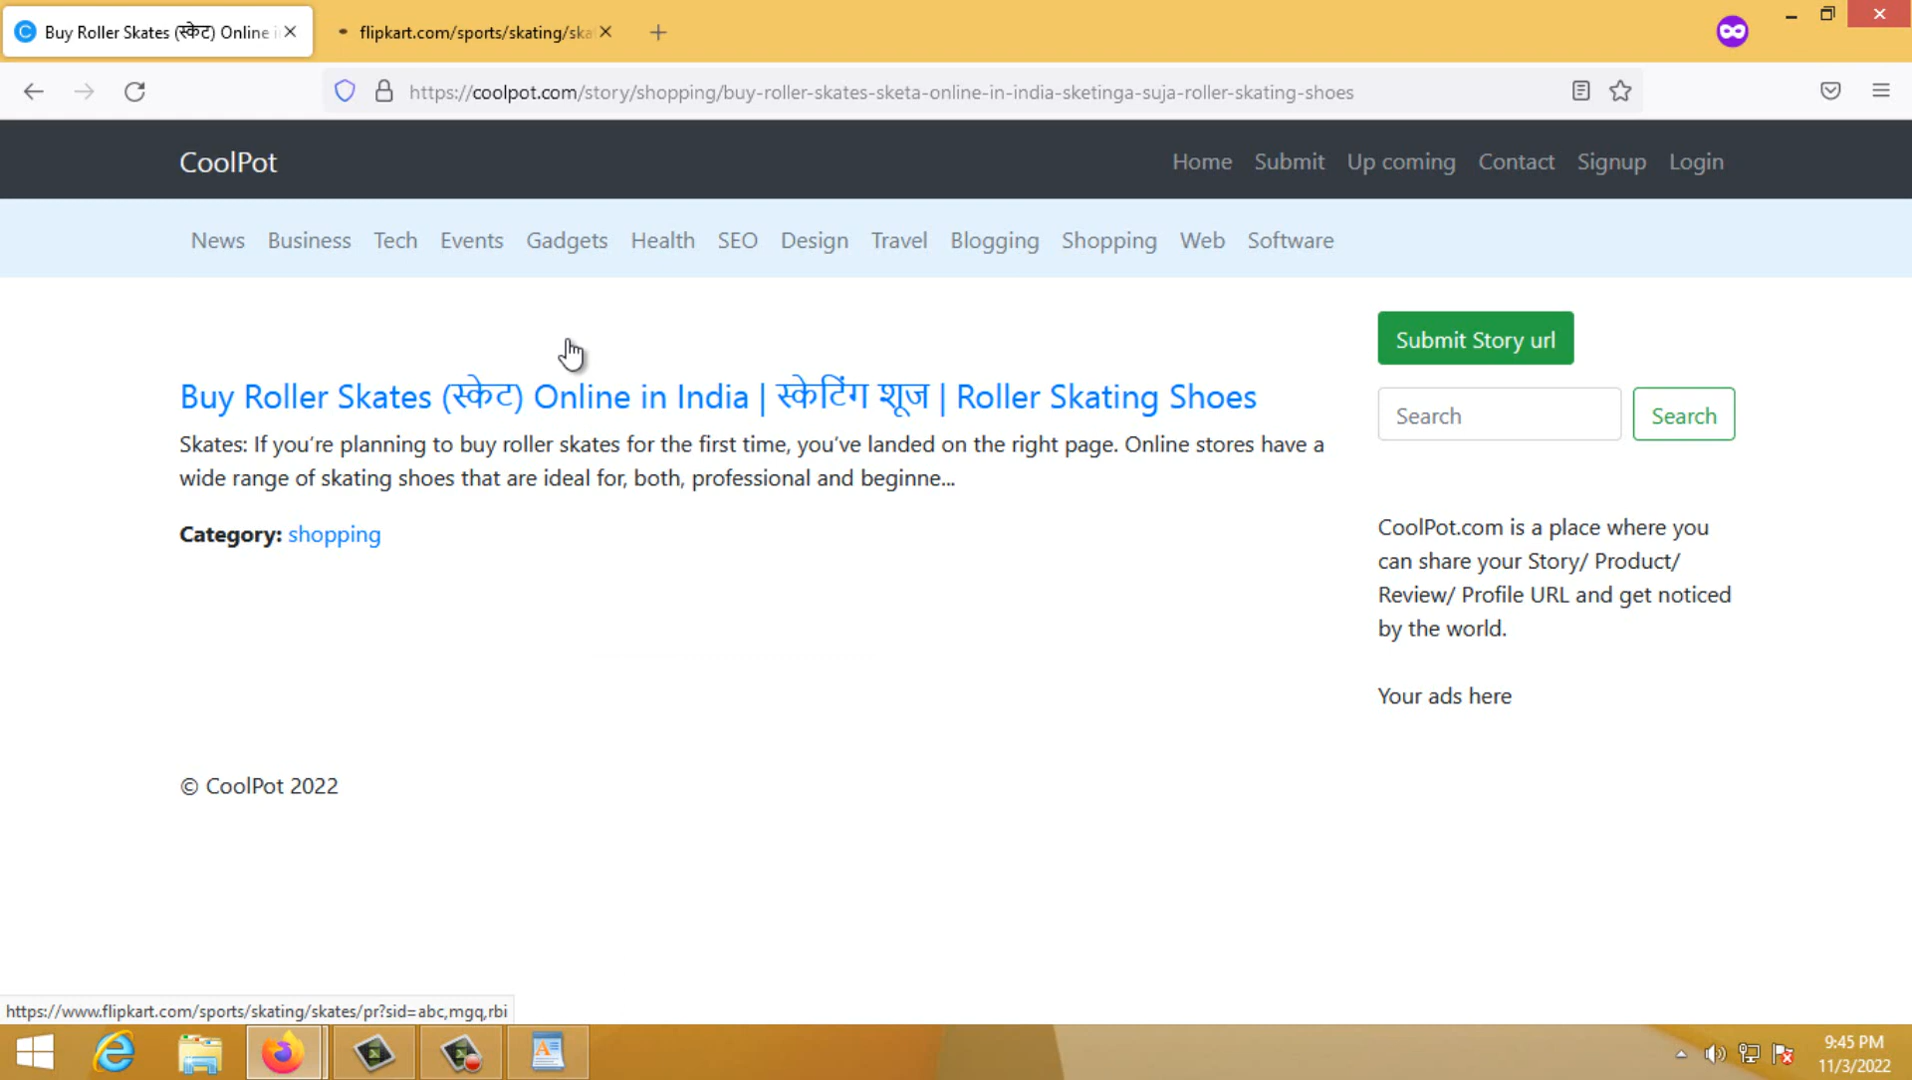 Buy Roller Skates (स्केट) Online i
flipkart.com/sports/skating/ska
https://coolpot.com/story/shopping/buy-roller-skates-sketa-online-in-india-sketinga-suja-roller-skating-shoes
CoolPot
Home Submit Up coming Contact Signup Login
News Business Tech Events Gadgets Health SEO Design Travel Blogging Shopping Web Software
Buy Roller Skates (स्केट) Online in India | स्केटिंग शूज | Roller Skating Shoes
Skates: If you’re planning to buy roller skates for the first time, you’ve landed on the right page. Online stores have a
wide range of skating shoes that are ideal for, both, professional and beginne...
Category: shopping
Submit Story url
Search Search
CoolPot.com is a place where you
can share your Story/ Product/
Review/ Profile URL and get noticed
by the world.
Your ads here
© CoolPot 2022
https://www.flipkart.com/sports/skating/skates/pr?sid=abc,mgq,rbi
9:45 PM
11/3/2022